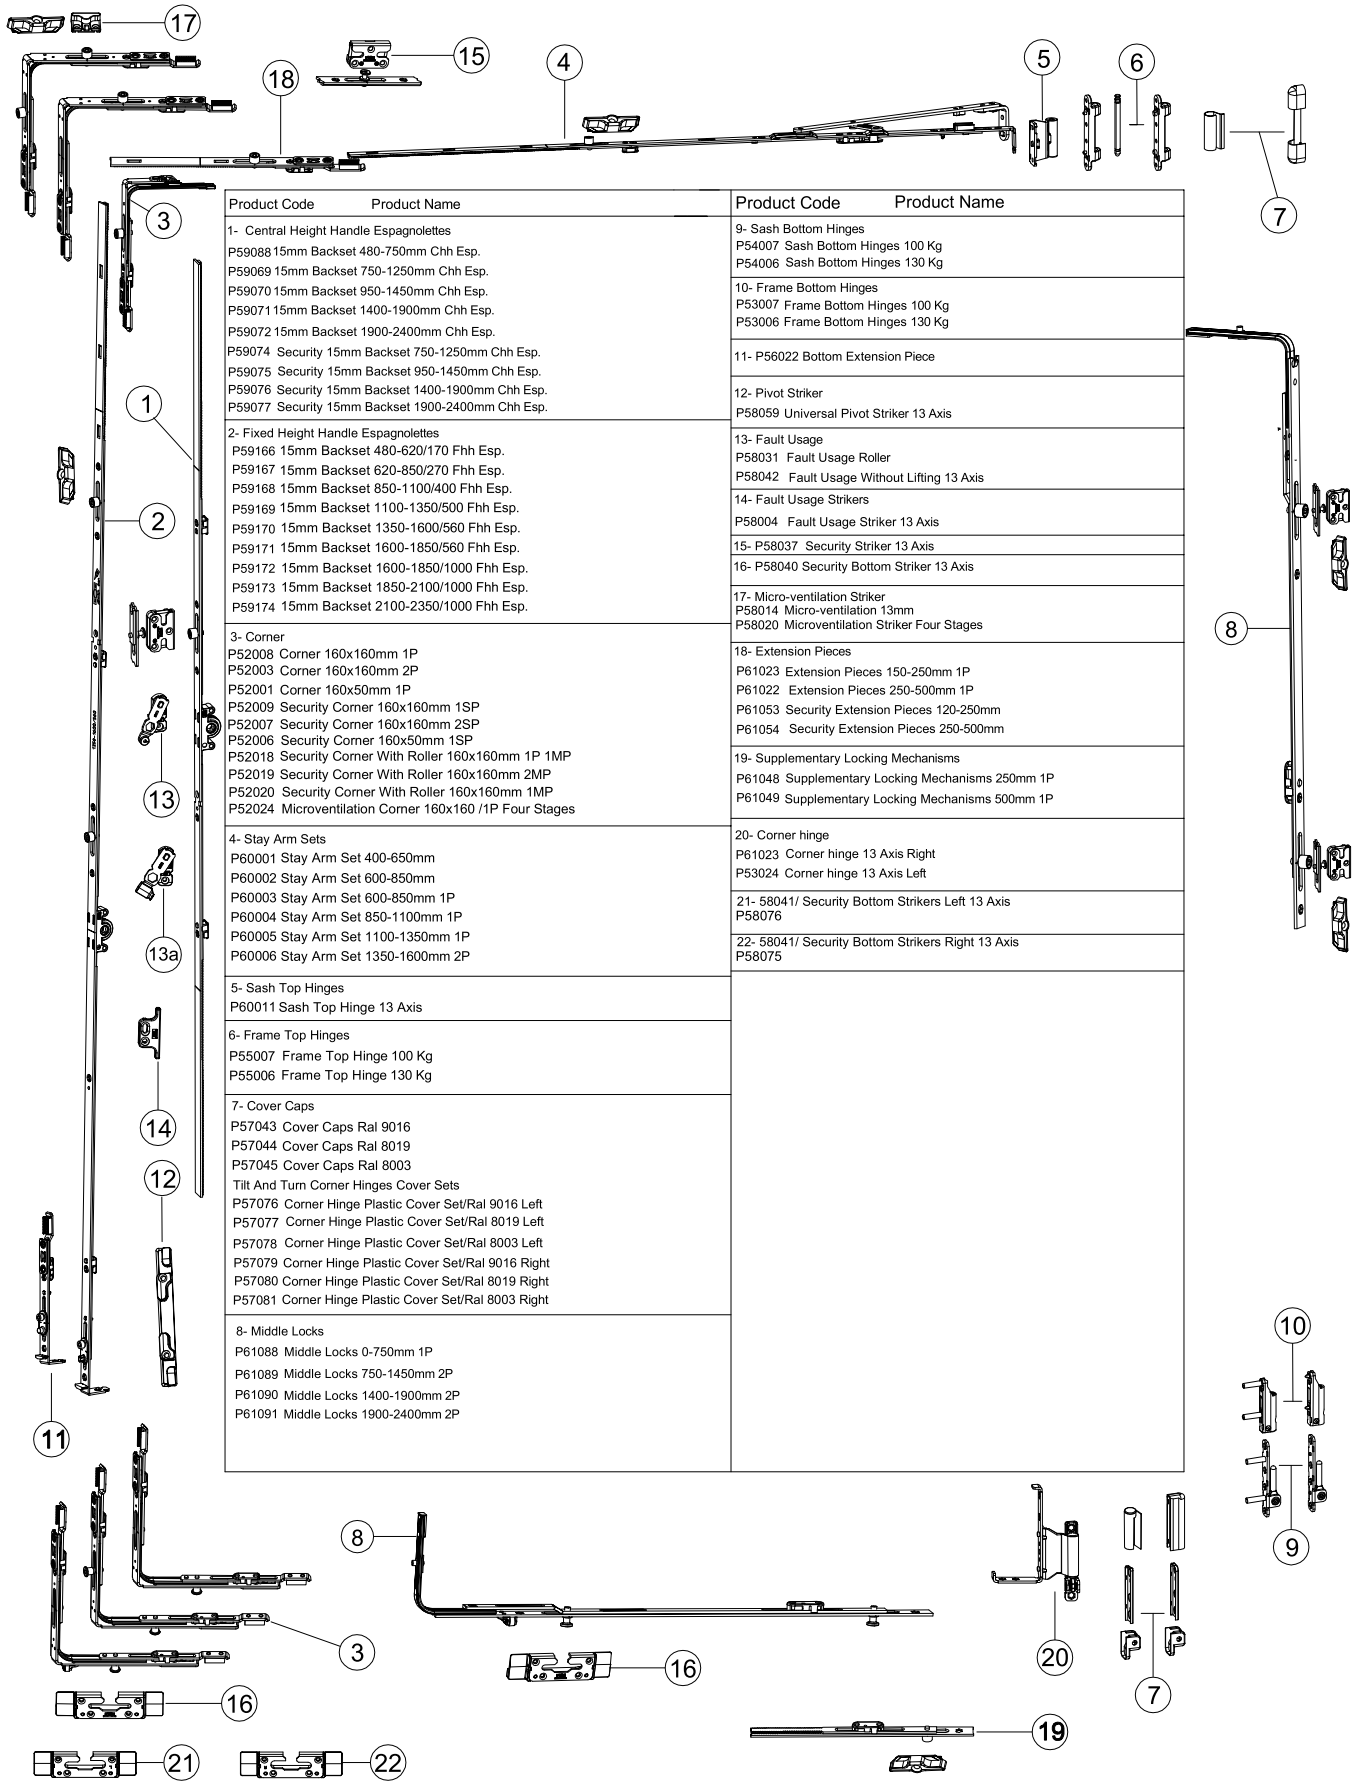 17
15
4
5
6
18
7
3
Product Code Product Name
1- Central Height Handle Espagnolettes
P59088 15mm Backset 480-750mm Chh Esp.
P59069 15mm Backset 750-1250mm Chh Esp.
P59070 15mm Backset 950-1450mm Chh Esp.
P59071 15mm Backset 1400-1900mm Chh Esp.
P59072 15mm Backset 1900-2400mm Chh Esp.
P59074 Security 15mm Backset 750-1250mm Chh Esp.
P59075 Security 15mm Backset 950-1450mm Chh Esp.
P59076 Security 15mm Backset 1400-1900mm Chh Esp.
P59077 Security 15mm Backset 1900-2400mm Chh Esp.
2- Fixed Height Handle Espagnolettes
P59166 15mm Backset 480-620/170 Fhh Esp.
P59167 15mm Backset 620-850/270 Fhh Esp.
P59168 15mm Backset 850-1100/400 Fhh Esp.
P59169 15mm Backset 1100-1350/500 Fhh Esp.
P59170 15mm Backset 1350-1600/560 Fhh Esp.
P59171 15mm Backset 1600-1850/560 Fhh Esp.
P59172 15mm Backset 1600-1850/1000 Fhh Esp.
P59173 15mm Backset 1850-2100/1000 Fhh Esp.
P59174 15mm Backset 2100-2350/1000 Fhh Esp.
3- Corner
P52008 Corner 160x160mm 1P
P52003 Corner 160x160mm 2P
P52001 Corner 160x50mm 1P
P52009 Security Corner 160x160mm 1SP
P52007 Security Corner 160x160mm 2SP
P52006 Security Corner 160x50mm 1SP
P52018 Security Corner With Roller 160x160mm 1P 1MP
P52019 Security Corner With Roller 160x160mm 2MP
P52020 Security Corner With Roller 160x160mm 1MP
P52024 Microventilation Corner 160x160 /1P Four Stages
4- Stay Arm Sets
P60001 Stay Arm Set 400-650mm
P60002 Stay Arm Set 600-850mm
P60003 Stay Arm Set 600-850mm 1P
P60004 Stay Arm Set 850-1100mm 1P
P60005 Stay Arm Set 1100-1350mm 1P
P60006 Stay Arm Set 1350-1600mm 2P
5- Sash Top Hinges
P60011 Sash Top Hinge 13 Axis
6- Frame Top Hinges
P55007 Frame Top Hinge 100 Kg
P55006 Frame Top Hinge 130 Kg
7- Cover Caps
P57043 Cover Caps Ral 9016
P57044 Cover Caps Ral 8019
P57045 Cover Caps Ral 8003
Tilt And Turn Corner Hinges Cover Sets
P57076 Corner Hinge Plastic Cover Set/Ral 9016 Left
P57077 Corner Hinge Plastic Cover Set/Ral 8019 Left
P57078 Corner Hinge Plastic Cover Set/Ral 8003 Left
P57079 Corner Hinge Plastic Cover Set/Ral 9016 Right
P57080 Corner Hinge Plastic Cover Set/Ral 8019 Right
P57081 Corner Hinge Plastic Cover Set/Ral 8003 Right
8- Middle Locks
P61088 Middle Locks 0-750mm 1P
P61089 Middle Locks 750-1450mm 2P
P61090 Middle Locks 1400-1900mm 2P
P61091 Middle Locks 1900-2400mm 2P
Product Code Product Name
9- Sash Bottom Hinges
P54007 Sash Bottom Hinges 100 Kg
P54006 Sash Bottom Hinges 130 Kg
10- Frame Bottom Hinges
P53007 Frame Bottom Hinges 100 Kg
P53006 Frame Bottom Hinges 130 Kg
11- P56022 Bottom Extension Piece
12- Pivot Striker
P58059 Universal Pivot Striker 13 Axis
13- Fault Usage
P58031 Fault Usage Roller
P58042 Fault Usage Without Lifting 13 Axis
14- Fault Usage Strikers
P58004 Fault Usage Striker 13 Axis
15- P58037 Security Striker 13 Axis
16- P58040 Security Bottom Striker 13 Axis
17- Micro-ventilation Striker
P58014 Micro-ventilation 13mm
P58020 Microventilation Striker Four Stages
18- Extension Pieces
P61023 Extension Pieces 150-250mm 1P
P61022 Extension Pieces 250-500mm 1P
P61053 Security Extension Pieces 120-250mm
P61054 Security Extension Pieces 250-500mm
19- Supplementary Locking Mechanisms
P61048 Supplementary Locking Mechanisms 250mm 1P
P61049 Supplementary Locking Mechanisms 500mm 1P
20- Corner hinge
P61023 Corner hinge 13 Axis Right
P53024 Corner hinge 13 Axis Left
21- 58041/ Security Bottom Strikers Left 13 Axis
P58076
22- 58041/ Security Bottom Strikers Right 13 Axis
P58075
1
2
8
13
13a
14
12
11
10
9
8
3
16
16
20
7
19
21
22